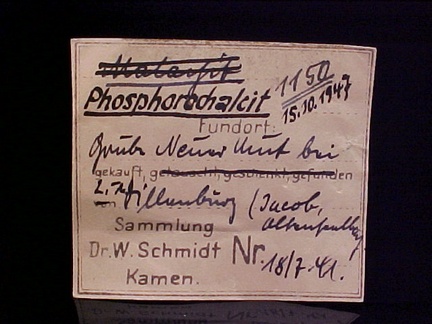 Malachit 1150
Phosphorochalcit 15.10.1947
Fundort:
Grube Neuer Mut bei
gekauft, getauscht, geschenkt, gefunden
Dillenburg (Jacob,
Sammlung
Dr. W. Schmidt Nr. 18/7.41.
Kamen.